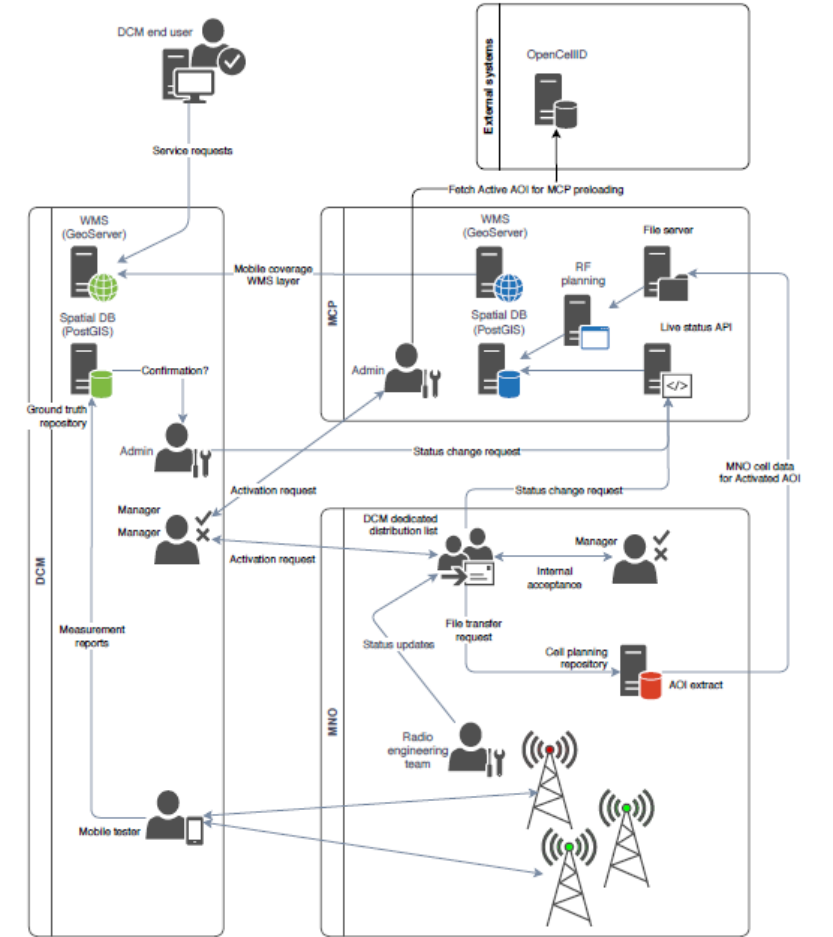 DCM end user
External systems
OpenCellID
Service requests
Fetch Active AOI for MCP preloading
WMS
(GeoServer)
Mobile coverage
WMS layer
Spatial DB
(PostGIS)
Confirmation?
Ground truth
repository
Admin
Manager
Manager
DCM
Measurement
reports
Mobile tester
MCP
WMS
(GeoServer)
File server
RF
planning
Spatial DB
(PostGIS)
Live status API
</>
Admin
Status change request
Activation request
Activation request
Status change request
MNO cell data
for Activated AOI
MNO
DCM dedicated
distribution list
Manager
Internal
acceptance
File transfer
request
Status updates
Cell planning
repository
AOI extract
Radio
engineering
team